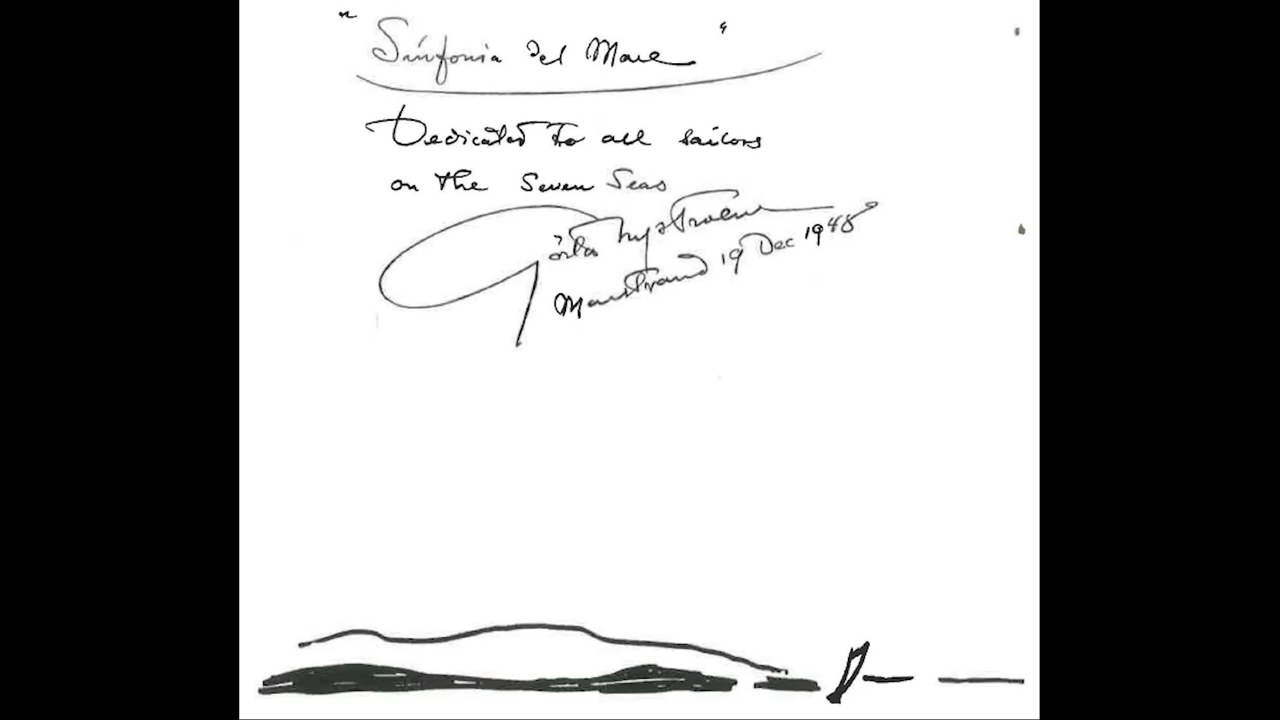 "Sinfonia del Mare"
Dedicated to all sailors
on the Seven Seas
Gösta Nystroem
Marstrand 19 Dec 1948